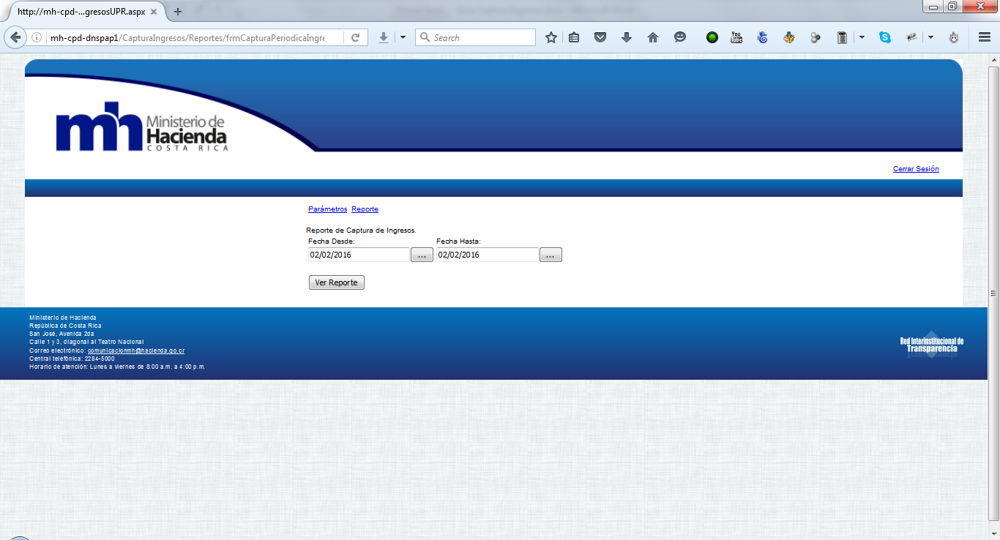 http://mh-cpd-...gresosUPR.aspx
mh-cpd-dnspap1/CapturaIngresos/Reportes/frmCapturaPeriodicaIngre
Search
You
Tube
mh Ministerio de
Hacienda
COSTA RICA
Cerrar Sesión
Parámetros Reporte
Reporte de Captura de Ingresos.
Fecha Desde: Fecha Hasta:
02/02/2016 ... 02/02/2016 ...
Ver Reporte
Ministerio de Hacienda
República de Costa Rica
San José, Avenida 2da
Calle 1 y 3, diagonal al Teatro Nacional
Correo electrónico: comunicacionmh@hacienda.go.cr
Central telefónica: 2284-5000
Horario de atención: Lunes a viernes de 8:00 a.m. a 4:00 p.m.
Red Interinstitucional de
Transparencia